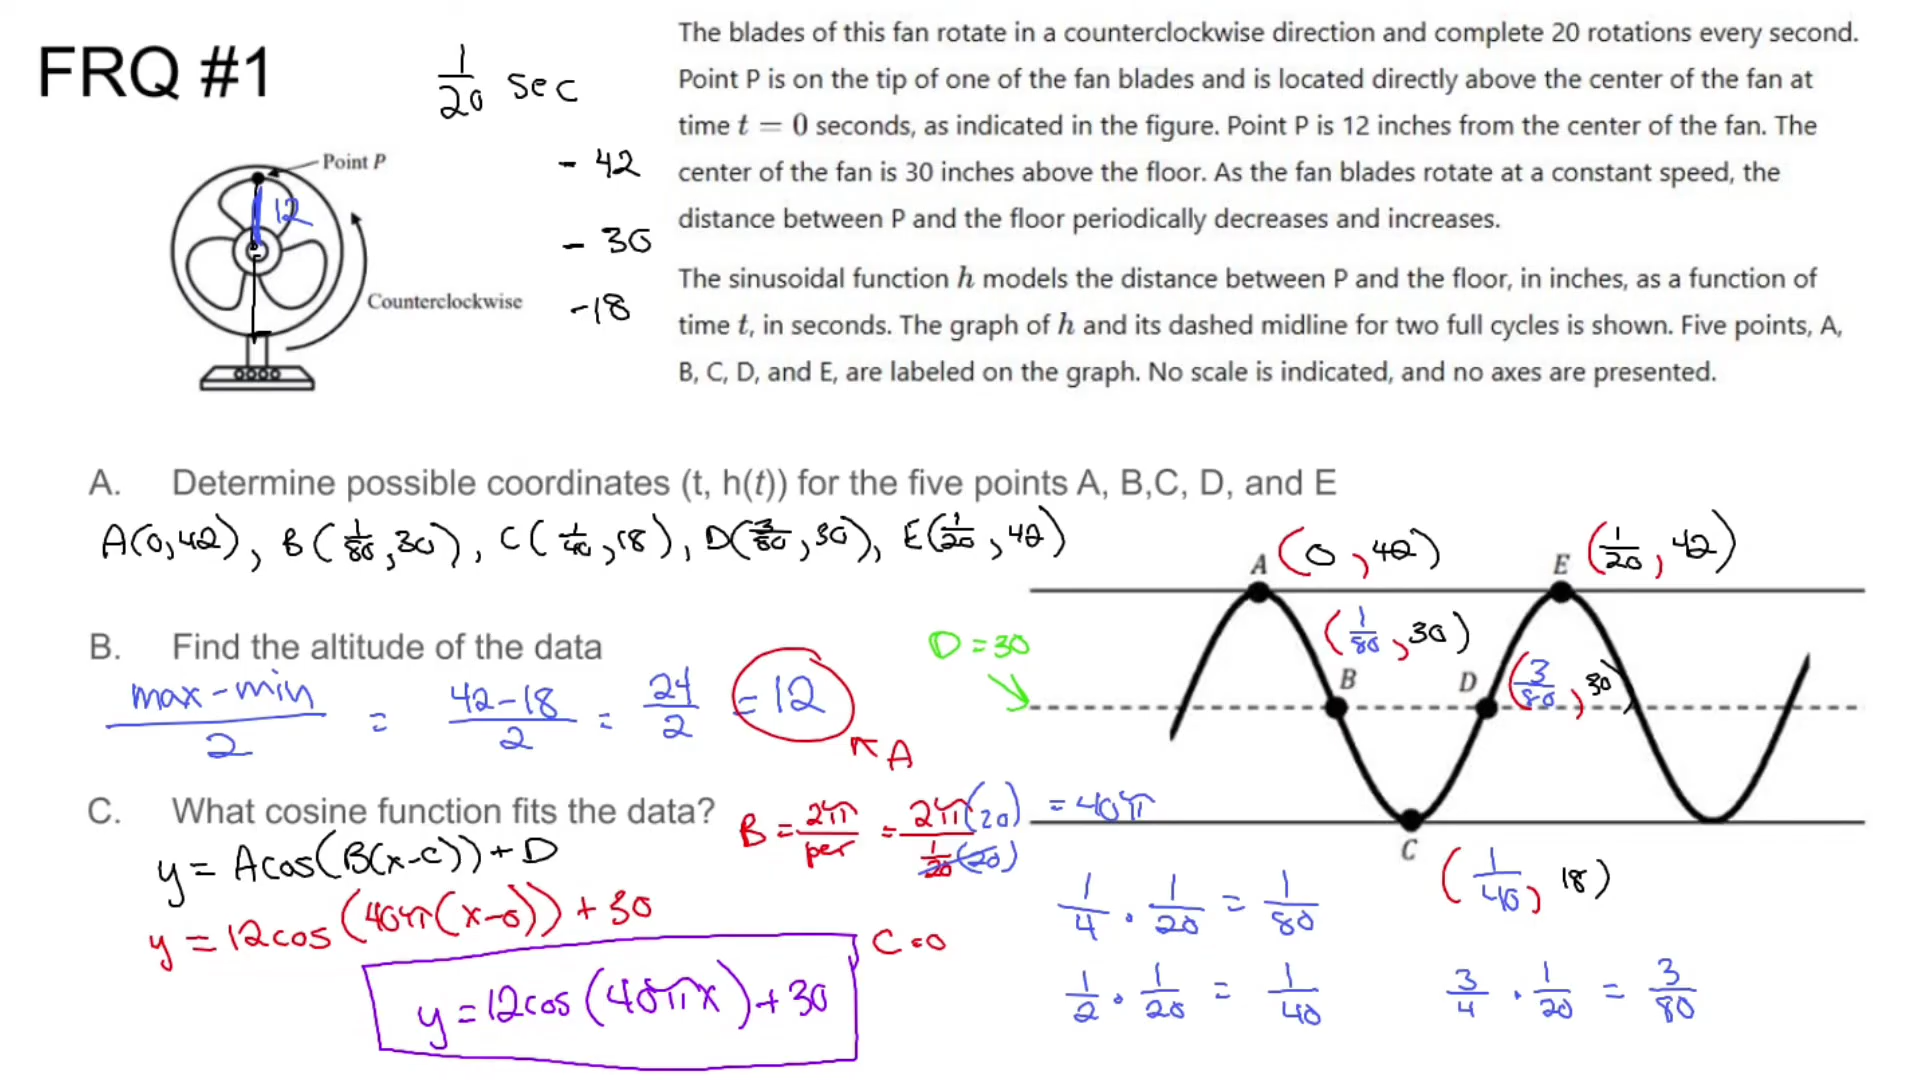 FRQ #1
1/20 sec
Point P
12
Counterclockwise
- 42
- 30
- 18
The blades of this fan rotate in a counterclockwise direction and complete 20 rotations every second.
Point P is on the tip of one of the fan blades and is located directly above the center of the fan at
time t = 0 seconds, as indicated in the figure. Point P is 12 inches from the center of the fan. The
center of the fan is 30 inches above the floor. As the fan blades rotate at a constant speed, the
distance between P and the floor periodically decreases and increases.
The sinusoidal function h models the distance between P and the floor, in inches, as a function of
time t, in seconds. The graph of h and its dashed midline for two full cycles is shown. Five points, A,
B, C, D, and E, are labeled on the graph. No scale is indicated, and no axes are presented.
A. Determine possible coordinates (t, h(t)) for the five points A, B,C, D, and E
A(0,42), B(1/80,30), C(1/40,18), D(3/80,30), E(1/20,42)
B. Find the altitude of the data
(max-min)/2 = (42-18)/2 = 24/2 = 12
A
C. What cosine function fits the data?
y = Acos(B(x-c))+D
B = 2π/per = 2π(20)/(1/20(20)) = 40π
y = 12cos(40π(x-0))+30
C=0
y=12cos(40πx)+30
D=30
A (0,42)
E (1/20,42)
(1/80,30)
B
D (3/80,30)
C
(1/40,18)
1/4 · 1/20 = 1/80
1/2 · 1/20 = 1/40
3/4 · 1/20 = 3/80